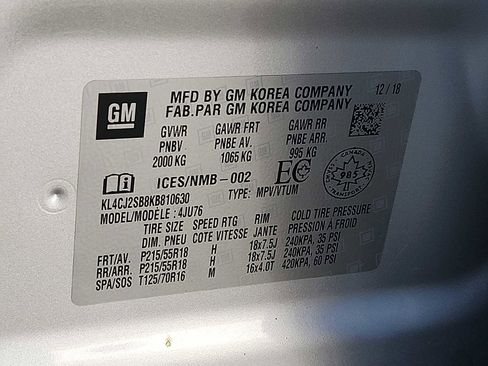 GM
MFD BY GM KOREA COMPANY 12/18
FAB.PAR GM KOREA COMPANY
GVWR GAWR FRT GAWR RR
PNBV PNBE AV. PNBE ARR.
2000 KG 1065 KG 995 KG
ICES/NMB-002 EC CANADA 985 TRANSPORT
KL4CJ2SB8KB810630 TYPE: MPV/VTUM
MODEL/MODÈLE: 4JU76
TIRE SIZE SPEED RTG RIM COLD TIRE PRESSURE
DIM. PNEU COTE VITESSE JANTE PRESSION À FROID
FRT/AV. P215/55R18 H 18x7.5J 240KPA, 35 PSI
RR/ARR. P215/55R18 H 18x7.5J 240KPA, 35 PSI
SPA/SOS T125/70R16 M 16x4.0T 420KPA, 60 PSI